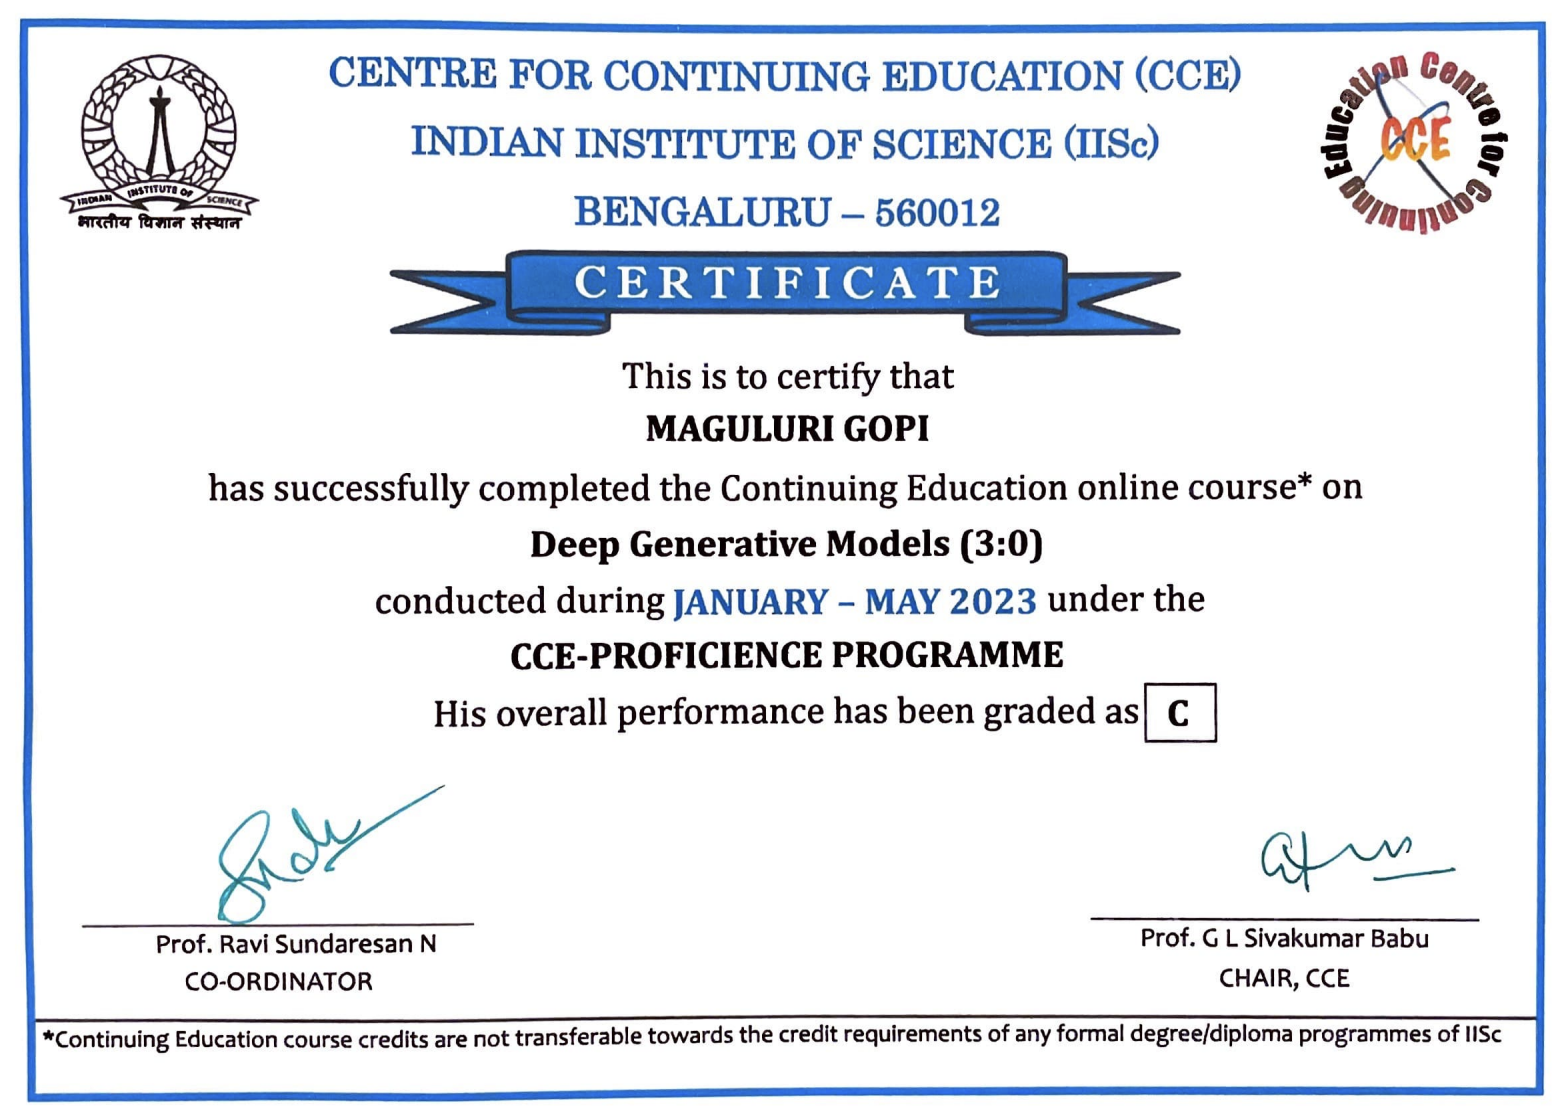 CENTRE FOR CONTINUING EDUCATION (CCE)
INDIAN INSTITUTE OF SCIENCE (IISc)
BENGALURU – 560012
INDIAN INSTITUTE OF SCIENCE
भारतीय विज्ञान संस्थान
Centre for Continuing Education
CCE
CERTIFICATE
This is to certify that
MAGULURI GOPI
has successfully completed the Continuing Education online course* on
Deep Generative Models (3:0)
conducted during JANUARY – MAY 2023 under the
CCE-PROFICIENCE PROGRAMME
His overall performance has been graded as C
Prof. Ravi Sundaresan N
CO-ORDINATOR
Prof. G L Sivakumar Babu
CHAIR, CCE
*Continuing Education course credits are not transferable towards the credit requirements of any formal degree/diploma programmes of IISc